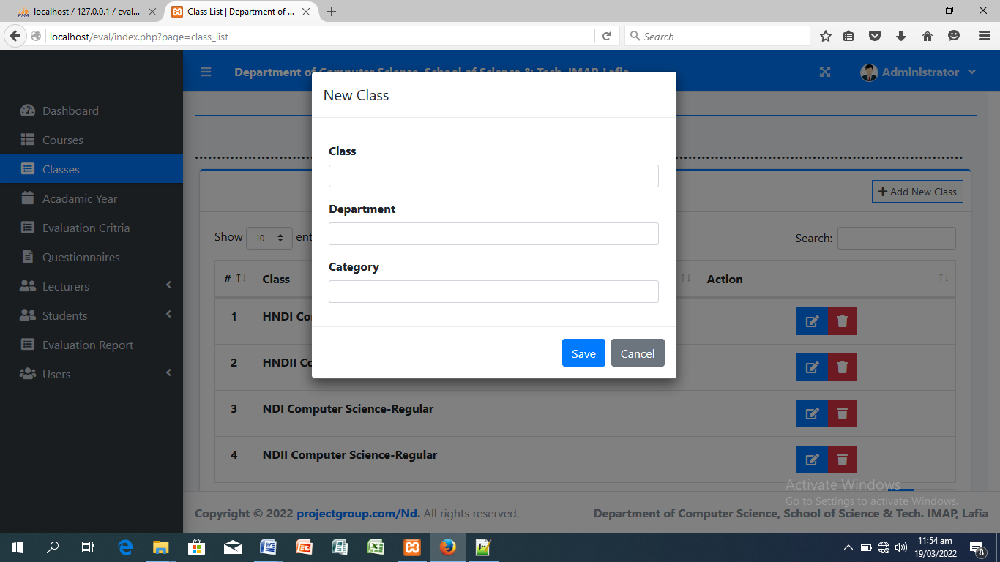 localhost / 127.0.0.1 / eval...
Class List | Department of ...
localhost/eval/index.php?page=class_list
Search
Department of Computer Science, School of Science & Tech. IMAP, Lafia
Administrator
New Class
Dashboard
Courses
Classes
Acadamic Year
Evaluation Critria
Questionnaires
Lecturers
Students
Evaluation Report
Users
Class
Department
Category
Save
Cancel
Add New Class
Show 10 ent
Search:
# Class Action
1 HNDI Co
2 HNDII Co
3 NDI Computer Science-Regular
4 NDII Computer Science-Regular
Activate Windows
Go to Settings to activate Windows.
Copyright © 2022 projectgroup.com/Nd. All rights reserved.
Department of Computer Science, School of Science & Tech. IMAP, Lafia
11:54 am
19/03/2022
8